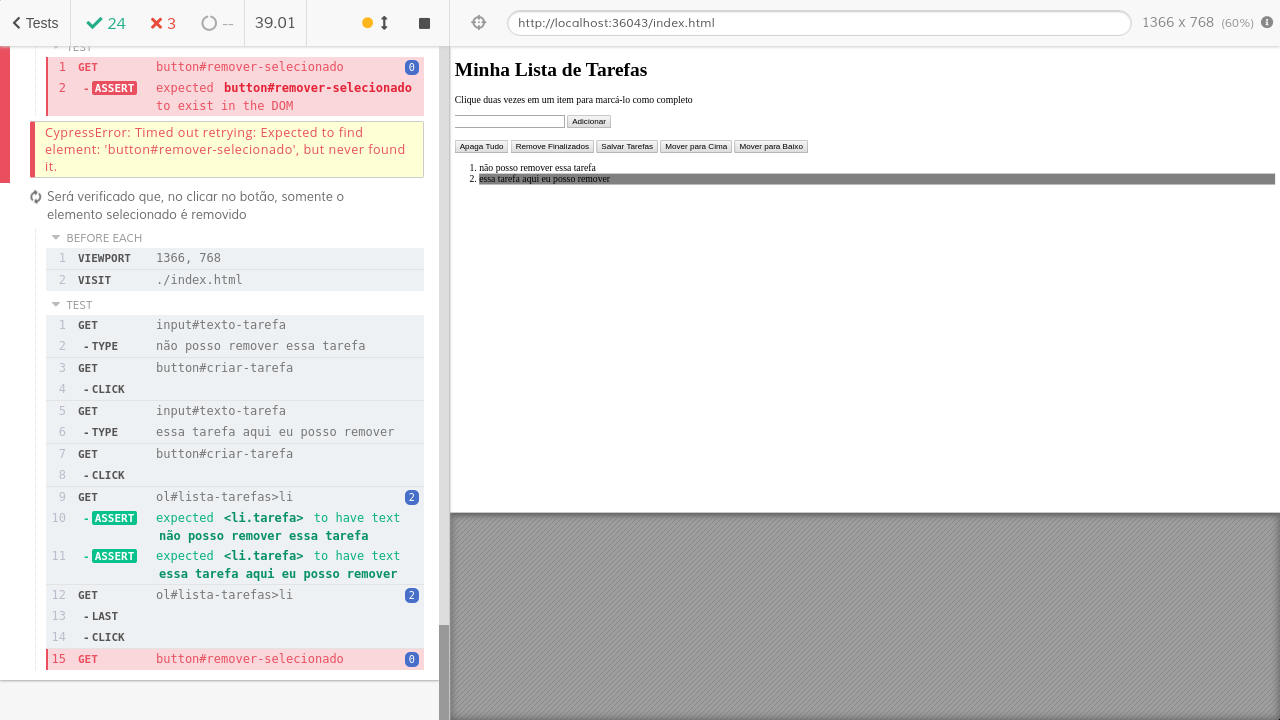 Tests
24
3
--
39.01
http://localhost:36043/index.html
1366 x 768 (60%)
TEST
1 GET button#remover-selecionado 0
2 -ASSERT expected button#remover-selecionado
to exist in the DOM
CypressError: Timed out retrying: Expected to find
element: 'button#remover-selecionado', but never found
it.
Será verificado que, no clicar no botão, somente o
elemento selecionado é removido
BEFORE EACH
1 VIEWPORT 1366, 768
2 VISIT ./index.html
TEST
1 GET input#texto-tarefa
2 -TYPE não posso remover essa tarefa
3 GET button#criar-tarefa
4 -CLICK
5 GET input#texto-tarefa
6 -TYPE essa tarefa aqui eu posso remover
7 GET button#criar-tarefa
8 -CLICK
9 GET ol#lista-tarefas>li 2
10 -ASSERT expected <li.tarefa> to have text
não posso remover essa tarefa
11 -ASSERT expected <li.tarefa> to have text
essa tarefa aqui eu posso remover
12 GET ol#lista-tarefas>li 2
13 -LAST
14 -CLICK
15 GET button#remover-selecionado 0
Minha Lista de Tarefas
Clique duas vezes em um item para marcá-lo como completo
Adicionar
Apaga Tudo Remove Finalizados Salvar Tarefas Mover para Cima Mover para Baixo
1. não posso remover essa tarefa
2. essa tarefa aqui eu posso remover